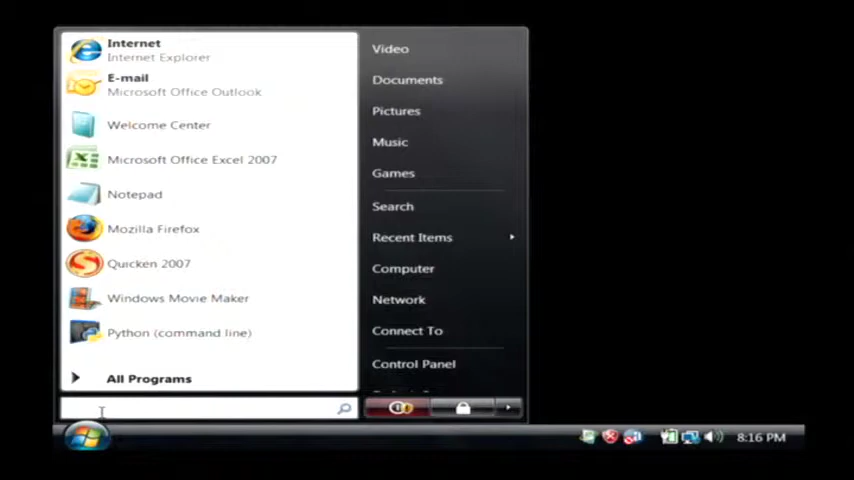 Internet
Internet Explorer
E-mail
Microsoft Office Outlook
Welcome Center
Microsoft Office Excel 2007
Notepad
Mozilla Firefox
Quicken 2007
Windows Movie Maker
Python (command line)
All Programs
Video
Documents
Pictures
Music
Games
Search
Recent Items
Computer
Network
Connect To
Control Panel
8:16 PM